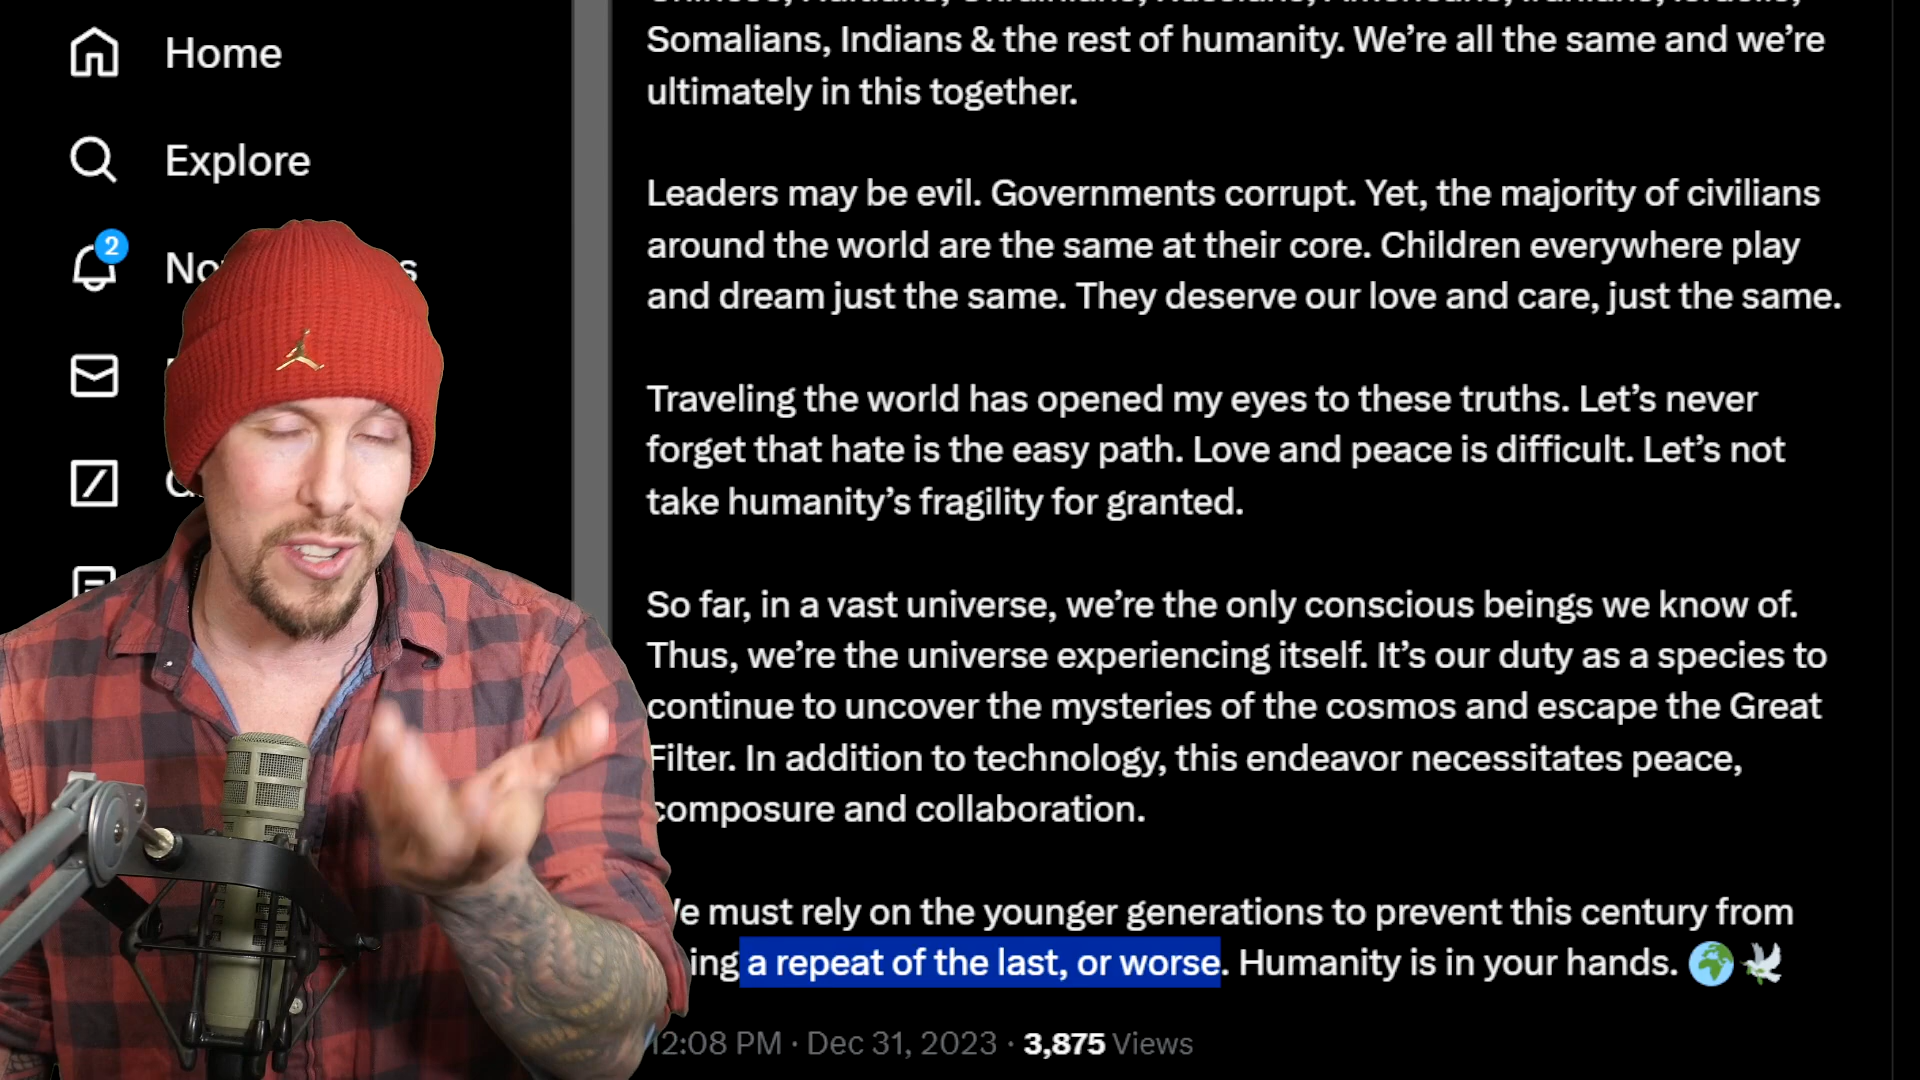 Home
Explore
2
Somalians, Indians & the rest of humanity. We’re all the same and we’re
ultimately in this together.
Leaders may be evil. Governments corrupt. Yet, the majority of civilians
around the world are the same at their core. Children everywhere play
and dream just the same. They deserve our love and care, just the same.
Traveling the world has opened my eyes to these truths. Let’s never
forget that hate is the easy path. Love and peace is difficult. Let’s not
take humanity’s fragility for granted.
So far, in a vast universe, we’re the only conscious beings we know of.
Thus, we’re the universe experiencing itself. It’s our duty as a species to
continue to uncover the mysteries of the cosmos and escape the Great
Filter. In addition to technology, this endeavor necessitates peace,
composure and collaboration.
We must rely on the younger generations to prevent this century from
a repeat of the last, or worse. Humanity is in your hands. 🌍🕊️
12:08 PM · Dec 31, 2023 · 3,875 Views